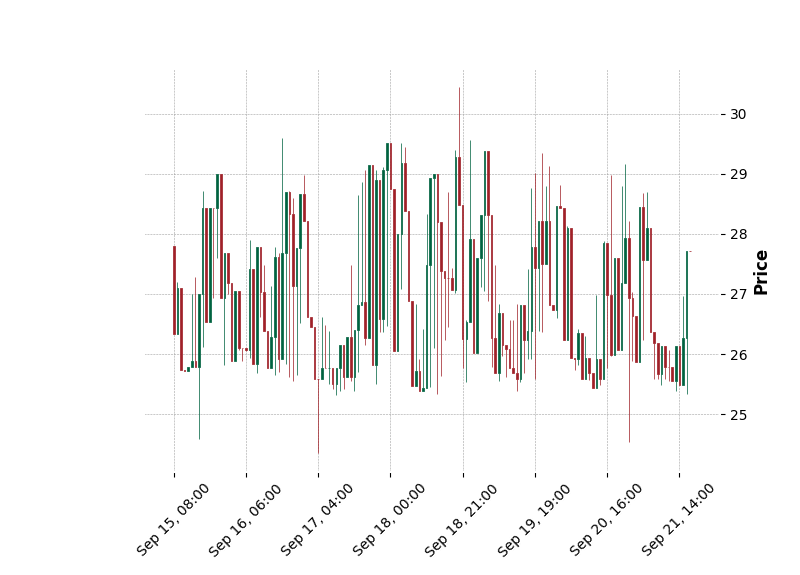 30
29
28
27
26
25
Price
Sep 15, 08:00
Sep 16, 06:00
Sep 17, 04:00
Sep 18, 00:00
Sep 18, 21:00
Sep 19, 19:00
Sep 20, 16:00
Sep 21, 14:00